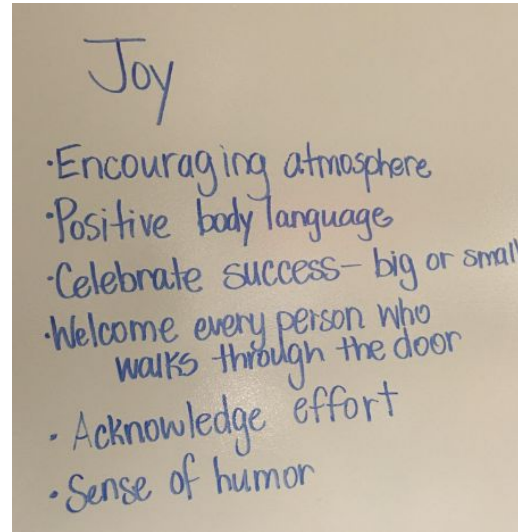 Joy
·Encouraging atmosphere
·Positive body language
·Celebrate success – big or small
·Welcome every person who
walks through the door
· Acknowledge effort
· Sense of humor